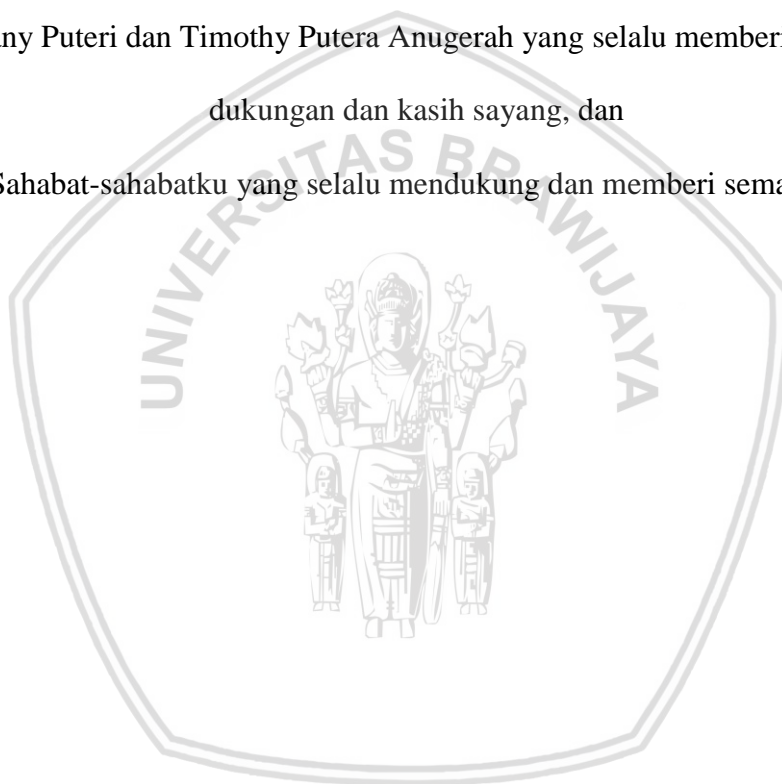 ny Puteri dan Timothy Putera Anugerah yang selalu member
dukungan dan kasih sayang, dan
Sahabat-sahabatku yang selalu mendukung dan memberi sema
UNIVERSITAS BRAWIJAYA